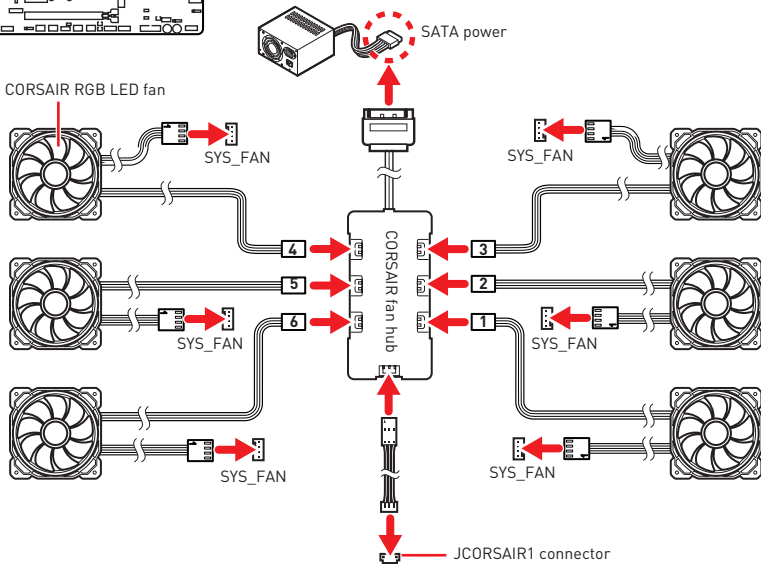 SATA power
CORSAIR RGB LED fan
SYS_FAN
SYS_FAN
4
3
CORSAIR fan hub
5
2
6
1
SYS_FAN
SYS_FAN
SYS_FAN
SYS_FAN
JCORSAIR1 connector